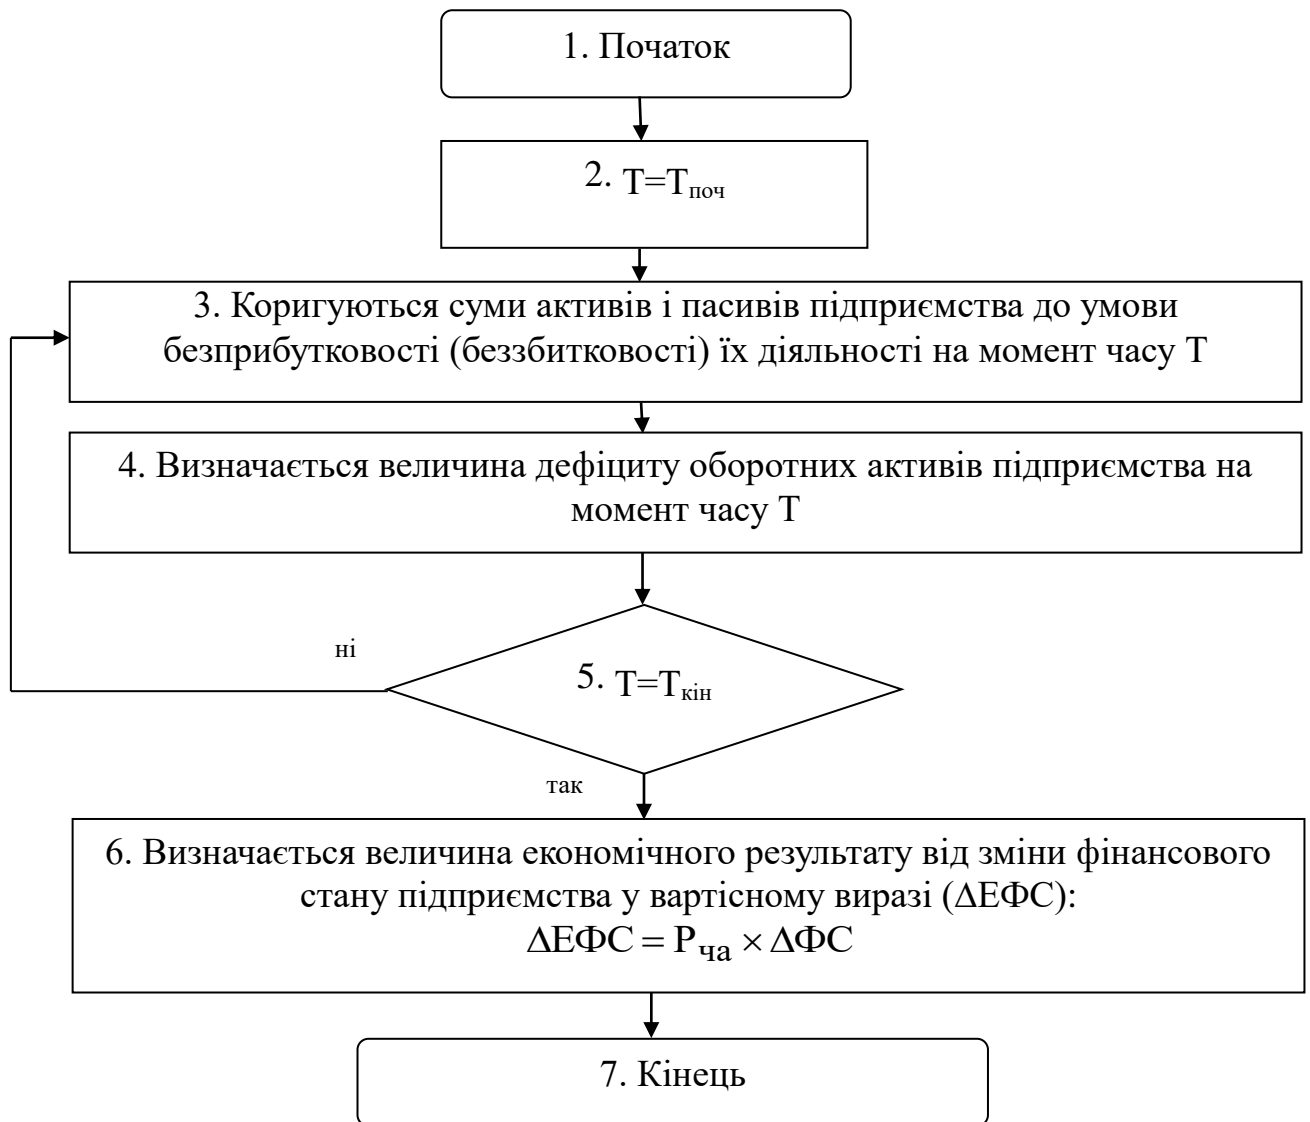 1. Початок
2. T=Tпоч
3. Коригуються суми активів і пасивів підприємства до умови
безприбутковості (беззбитковості) їх діяльності на момент часу Т
4. Визначається величина дефіциту оборотних активів підприємства на
момент часу Т
ні
5. T=Tкін
так
6. Визначається величина економічного результату від зміни фінансового
стану підприємства у вартісному виразі (ΔЕФС):
ΔЕФС = Рча × ΔФС
7. Кінець